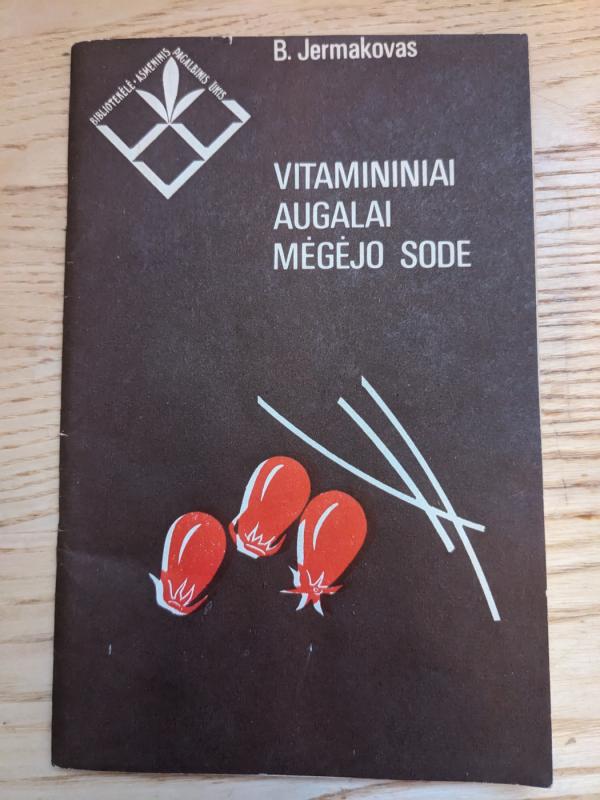 B. Jermakovas
BIBLIOTEKĖLĖ • ASMENINIS
PAGALBINIS ŪKIS
VITAMININIAI
AUGALAI
MĖGĖJO SODE